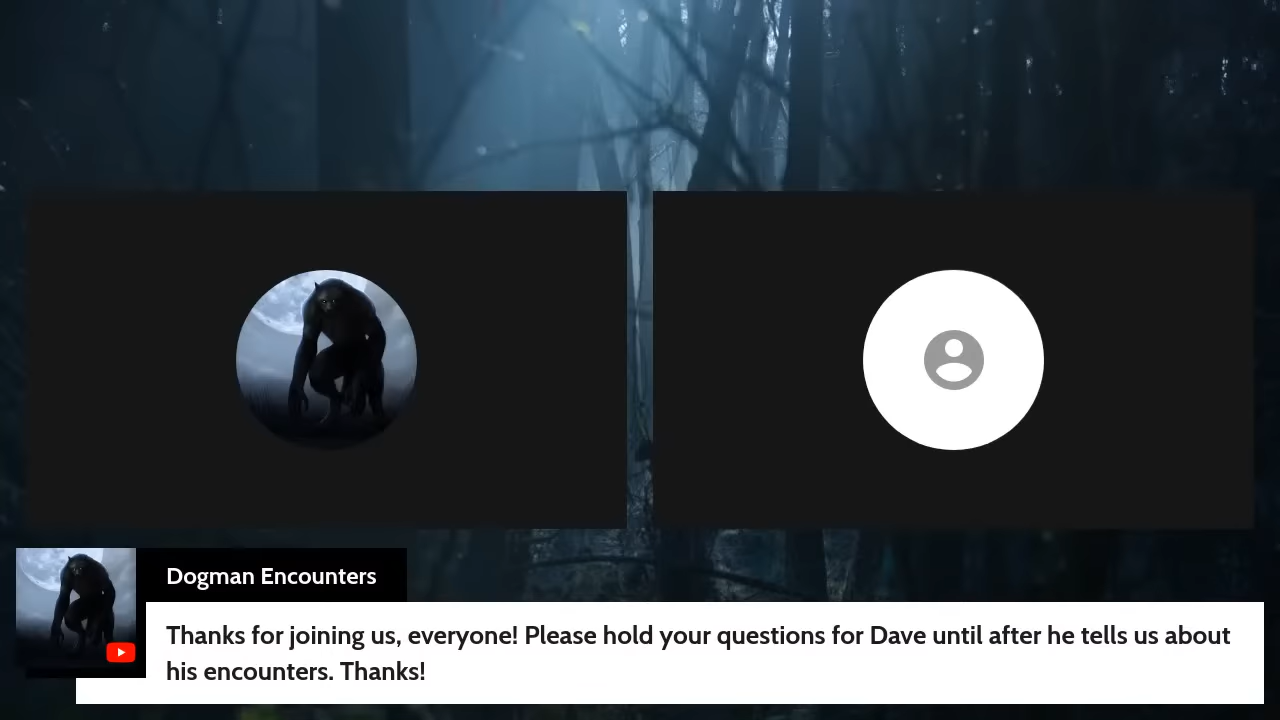 Dogman Encounters
Thanks for joining us, everyone! Please hold your questions for Dave until after he tells us about
his encounters. Thanks!